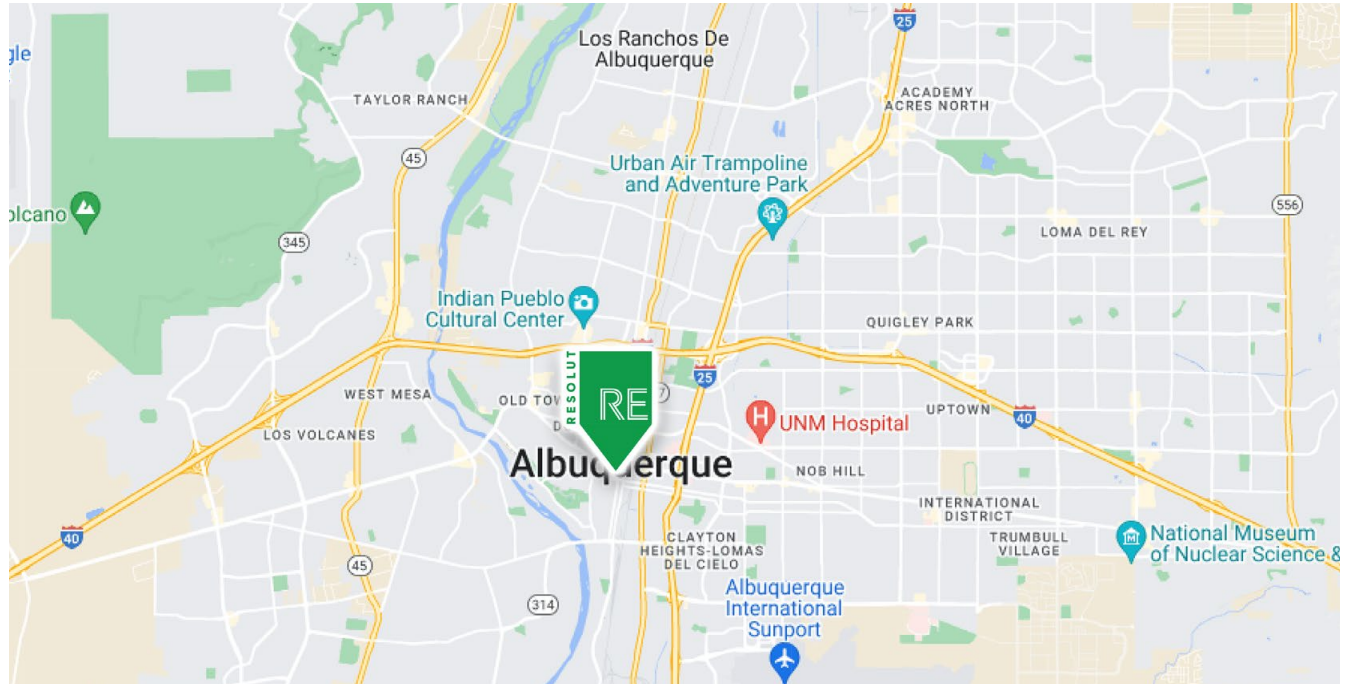 gle
Los Ranchos De
Albuquerque
25
TAYLOR RANCH
ACADEMY
ACRES NORTH
45
Urban Air Trampoline
and Adventure Park
olcano
556
345
LOMA DEL REY
Indian Pueblo
Cultural Center
QUIGLEY PARK
RESOLUT
RE
25
WEST MESA
OLD
UPTOWN
40
UNM Hospital
LOS VOLCANES
Albuquerque
NOB HILL
INTERNATIONAL
DISTRICT
40
CLAYTON
HEIGHTS-LOMAS
DEL CIELO
TRUMBULL
VILLAGE
National Museum
of Nuclear Science &
45
314
Albuquerque
International
Sunport